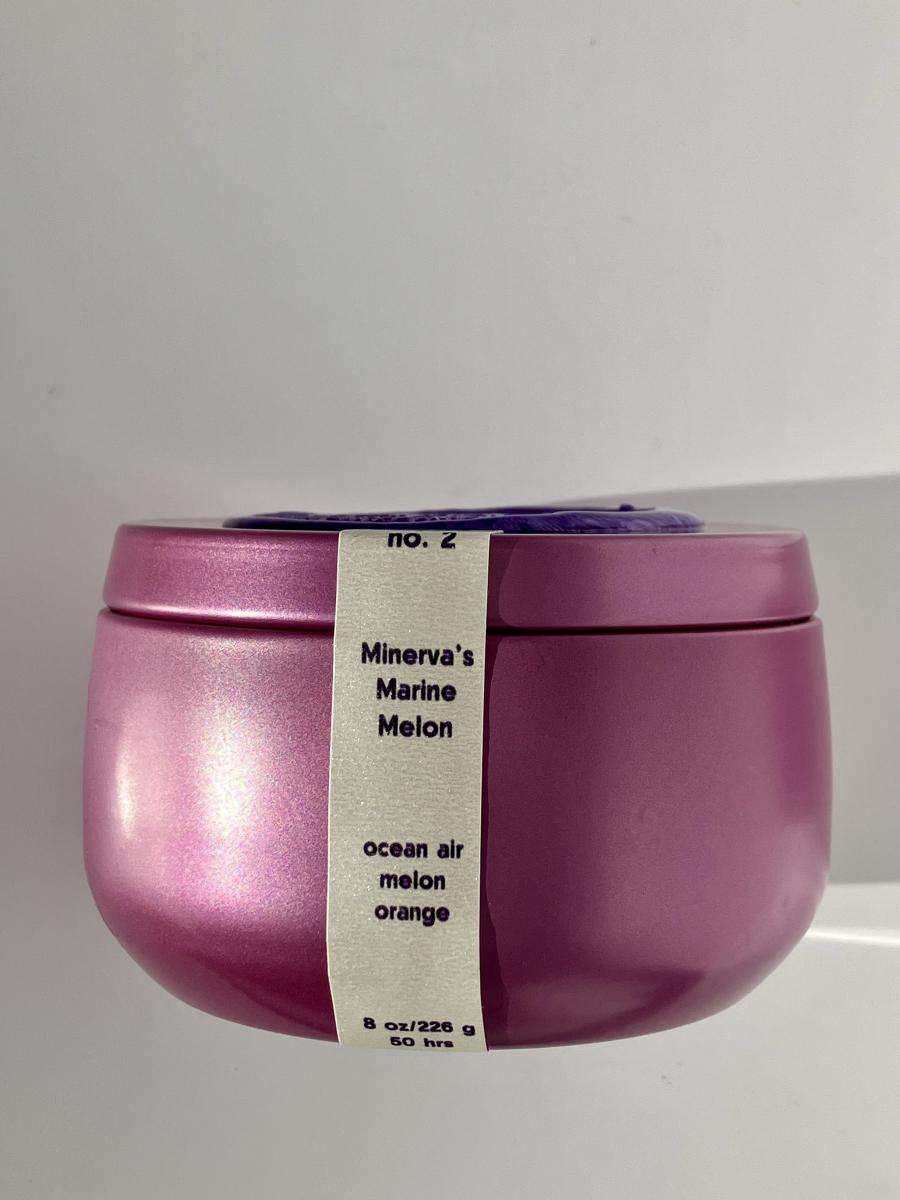 no. 2
Minerva's
Marine
Melon
ocean air
melon
orange
8 oz/226 g
50 hrs